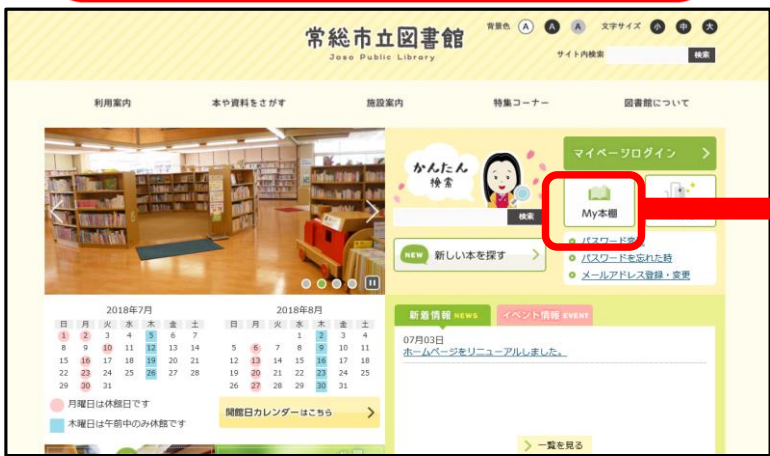 常総市立図書館
Joso Public Library
背景色 A A A 文字サイズ 小 中 大
サイト内検索 検索
利用案内 本や資料をさがす 施設案内 特集コーナー 図書館について
かんたん
検索
検索
マイページログイン
My本棚
NEW 新しい本を探す
パスワード変
パスワードを忘れた時
メールアドレス登録・変更
2018年7月
日 月 火 水 木 金 土
1 2 3 4 5 6 7
8 9 10 11 12 13 14
15 16 17 18 19 20 21
22 23 24 25 26 27 28
29 30 31
2018年8月
日 月 火 水 木 金 土
1 2 3 4
5 6 7 8 9 10 11
12 13 14 15 16 17 18
19 20 21 22 23 24 25
26 27 28 29 30 31
月曜日は休館日です
木曜日は午前中のみ休館です
開館日カレンダーはこちら
新着情報 NEWS イベント情報 EVENT
07月03日
ホームページをリニューアルしました。
一覧を見る